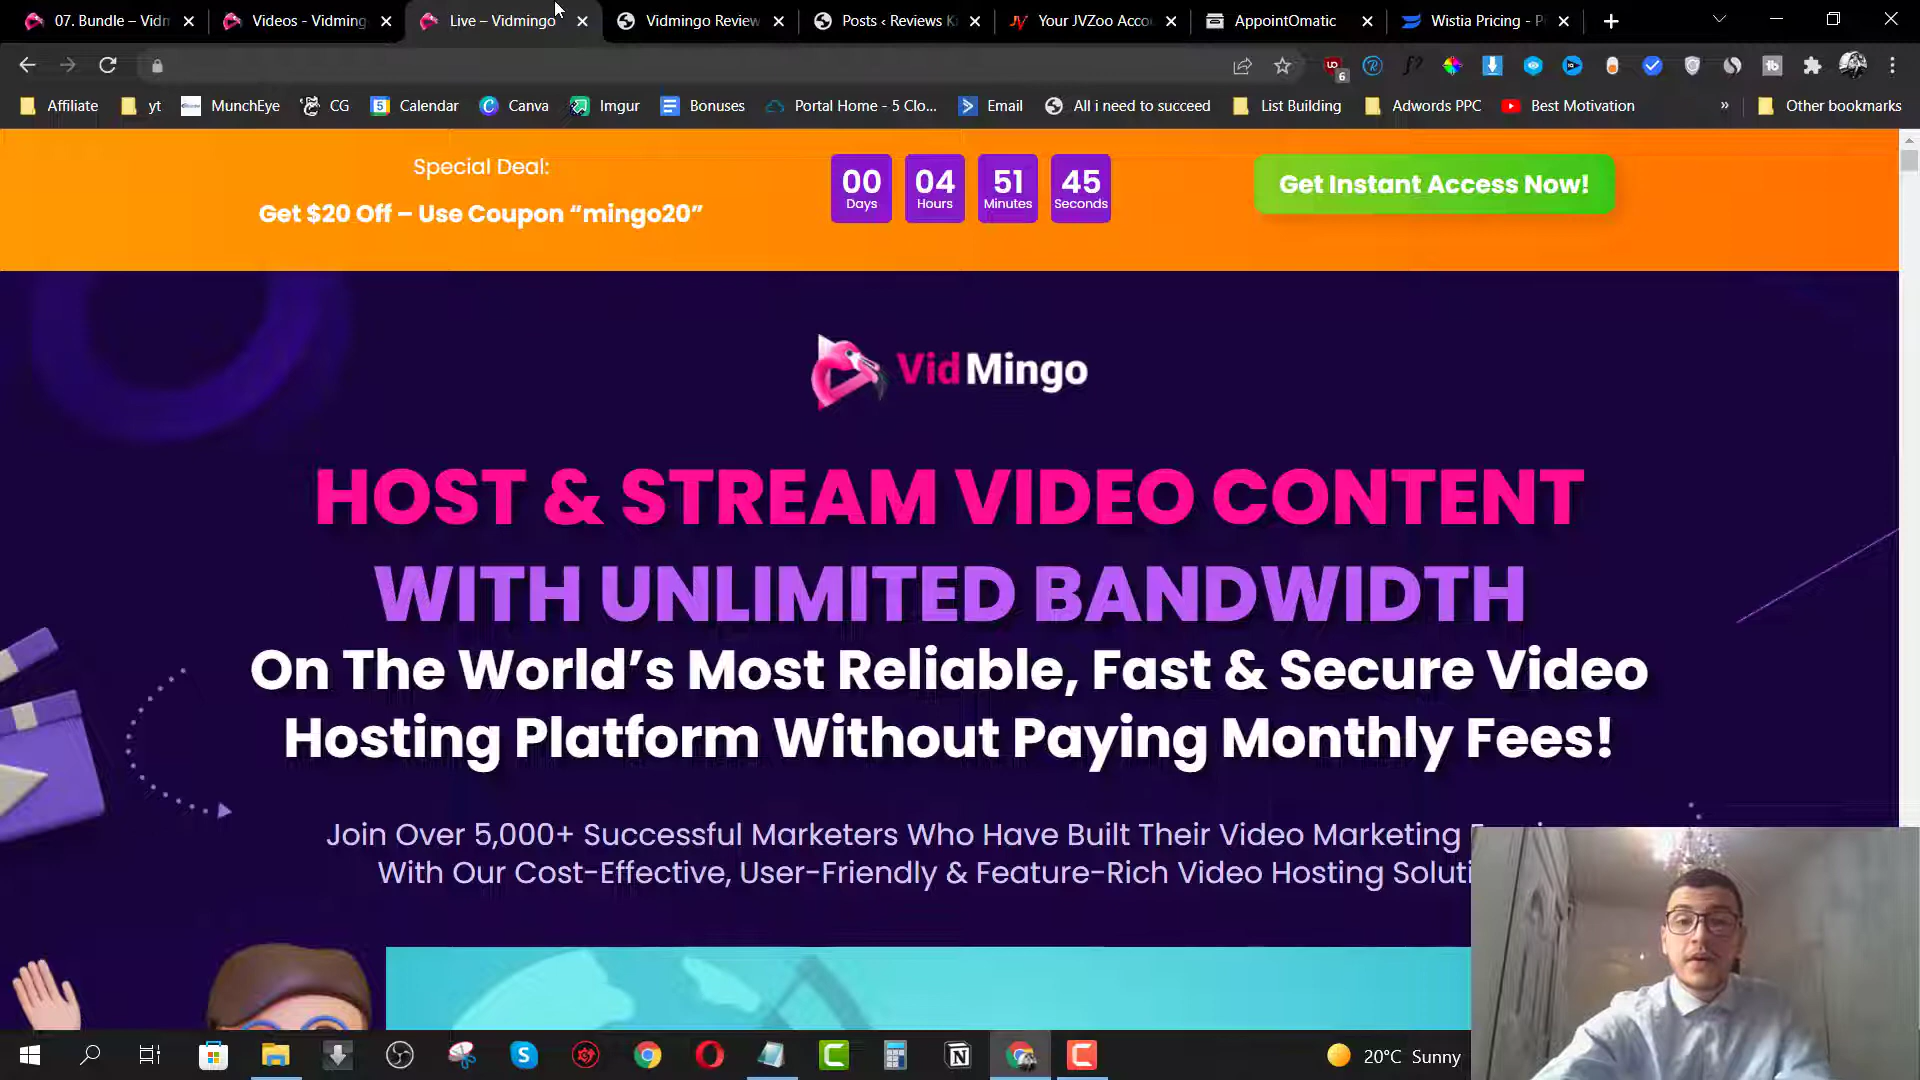 07. Bundle – Vidm
Videos - Vidming
Live – Vidmingo
Vidmingo Review
Posts ‹ Reviews K
Your JVZoo Acco
AppointOmatic
Wistia Pricing - P
6
Affiliate
yt
MunchEye
CG
Calendar
Canva
Imgur
Bonuses
Portal Home - 5 Clo...
Email
All i need to succeed
List Building
Adwords PPC
Best Motivation
»
Other bookmarks
Special Deal:
Get $20 Off – Use Coupon “mingo20”
00 04 51 45
Days Hours Minutes Seconds
Get Instant Access Now!
VidMingo
HOST & STREAM VIDEO CONTENT
WITH UNLIMITED BANDWIDTH
On The World’s Most Reliable, Fast & Secure Video
Hosting Platform Without Paying Monthly Fees!
Join Over 5,000+ Successful Marketers Who Have Built Their Video Marketing
With Our Cost-Effective, User-Friendly & Feature-Rich Video Hosting Soluti
20°C Sunny